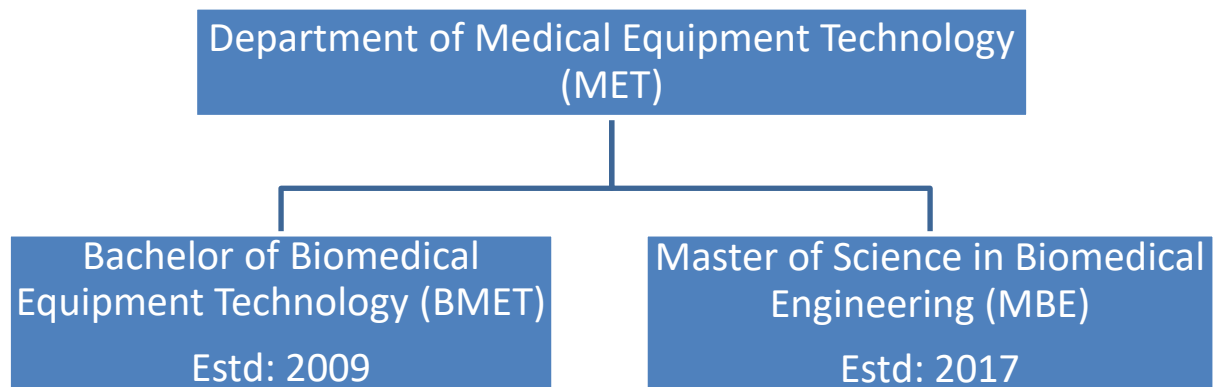 Department of Medical Equipment Technology
(MET)
Bachelor of Biomedical
Equipment Technology (BMET)
Estd: 2009
Master of Science in Biomedical
Engineering (MBE)
Estd: 2017